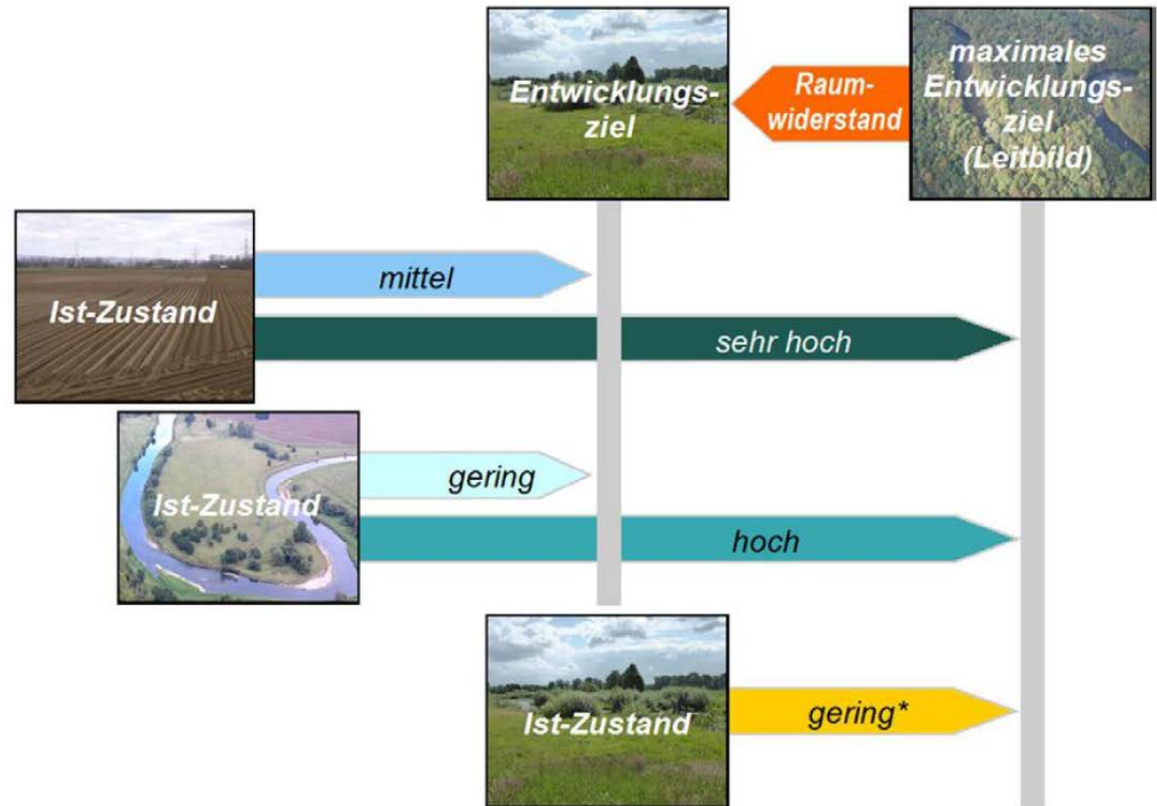 Entwicklungs-
ziel
Raum-
widerstand
maximales
Entwicklungs-
ziel
(Leitbild)
Ist-Zustand
mittel
sehr hoch
Ist-Zustand
gering
hoch
Ist-Zustand
gering*